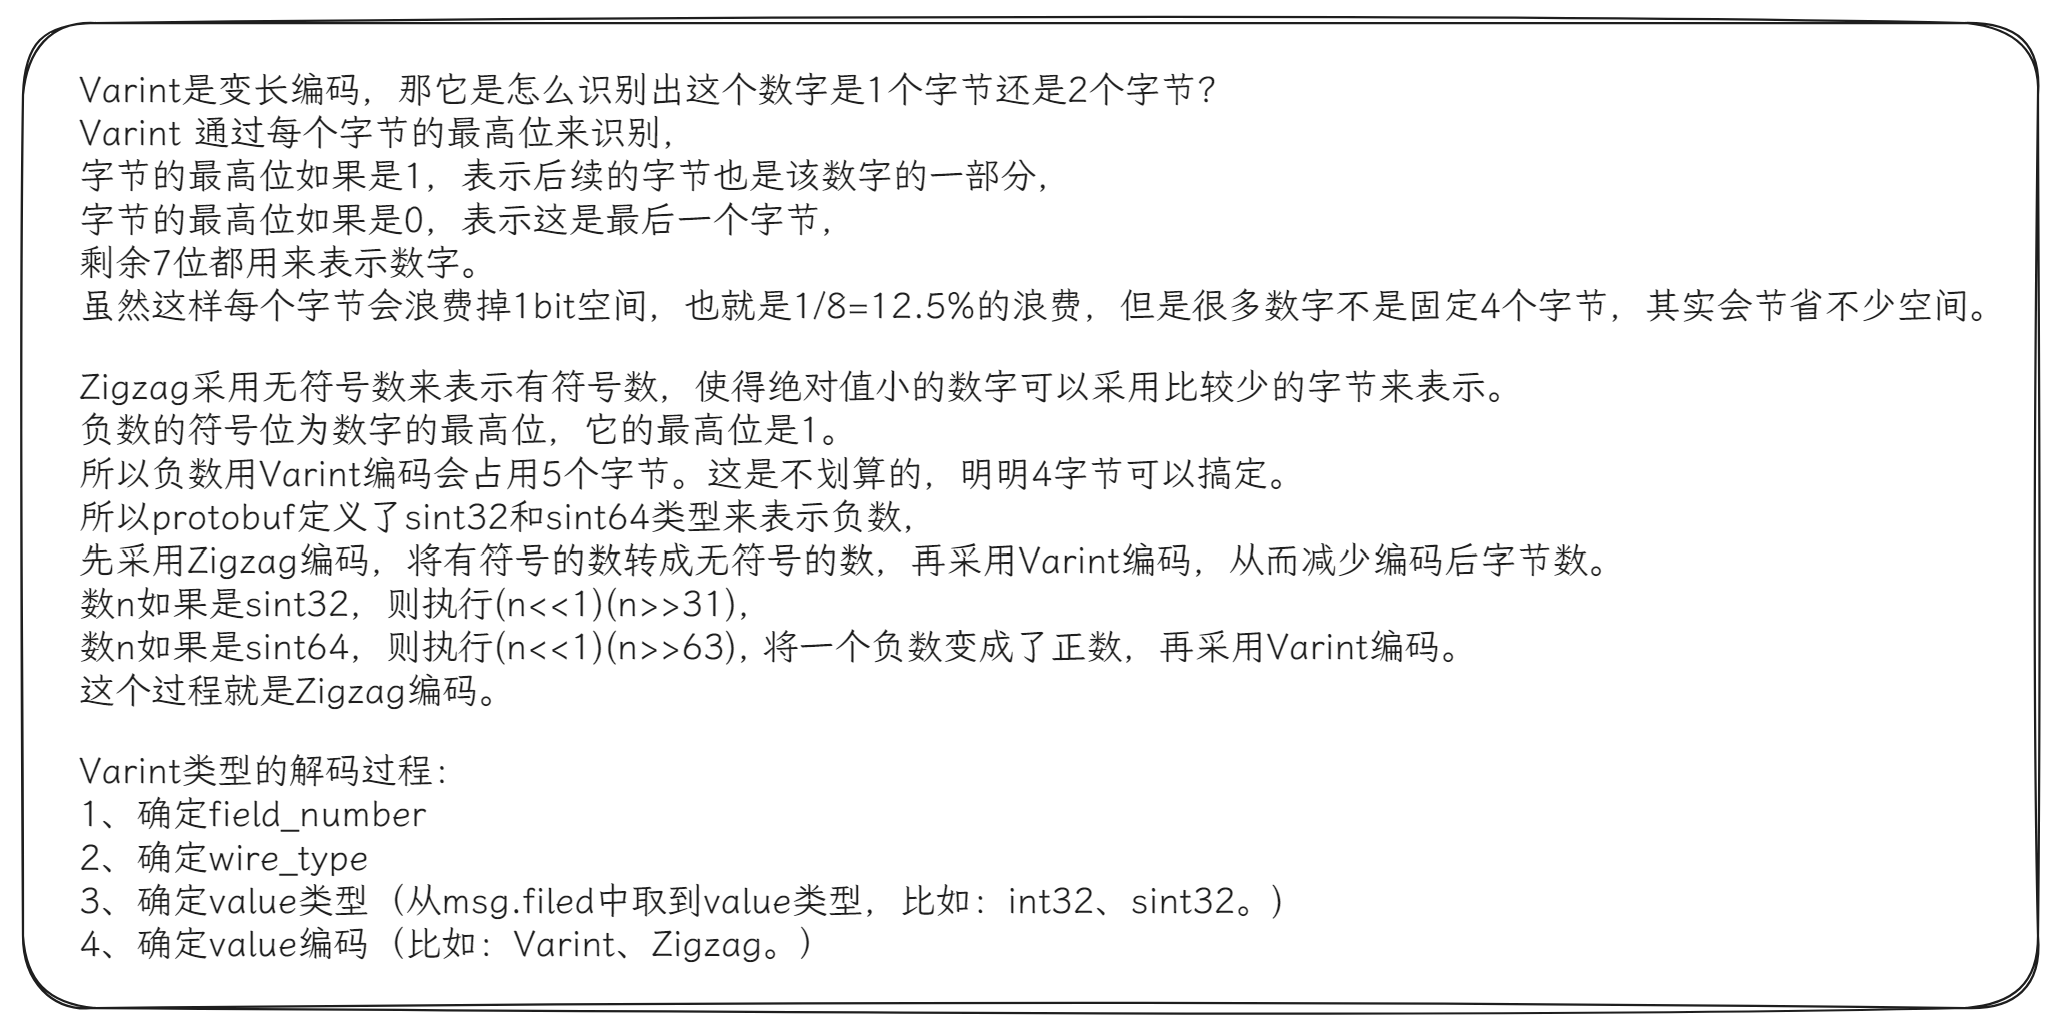 Varint是变长编码，那它是怎么识别出这个数字是1个字节还是2个字节？
Varint 通过每个字节的最高位来识别，
字节的最高位如果是1，表示后续的字节也是该数字的一部分，
字节的最高位如果是0，表示这是最后一个字节，
剩余7位都用来表示数字。
虽然这样每个字节会浪费掉1bit空间，也就是1/8=12.5%的浪费，但是很多数字不是固定4个字节，其实会节省不少空间。
Zigzag采用无符号数来表示有符号数，使得绝对值小的数字可以采用比较少的字节来表示。
负数的符号位为数字的最高位，它的最高位是1。
所以负数用Varint编码会占用5个字节。这是不划算的，明明4字节可以搞定。
所以protobuf定义了sint32和sint64类型来表示负数，
先采用Zigzag编码，将有符号的数转成无符号的数，再采用Varint编码，从而减少编码后字节数。
数n如果是sint32，则执行(n<<1)(n>>31)，
数n如果是sint64，则执行(n<<1)(n>>63)，将一个负数变成了正数，再采用Varint编码。
这个过程就是Zigzag编码。
Varint类型的解码过程：
1、确定field_number
2、确定wire_type
3、确定value类型（从msg.filed中取到value类型，比如：int32、sint32。）
4、确定value编码（比如：Varint、Zigzag。）